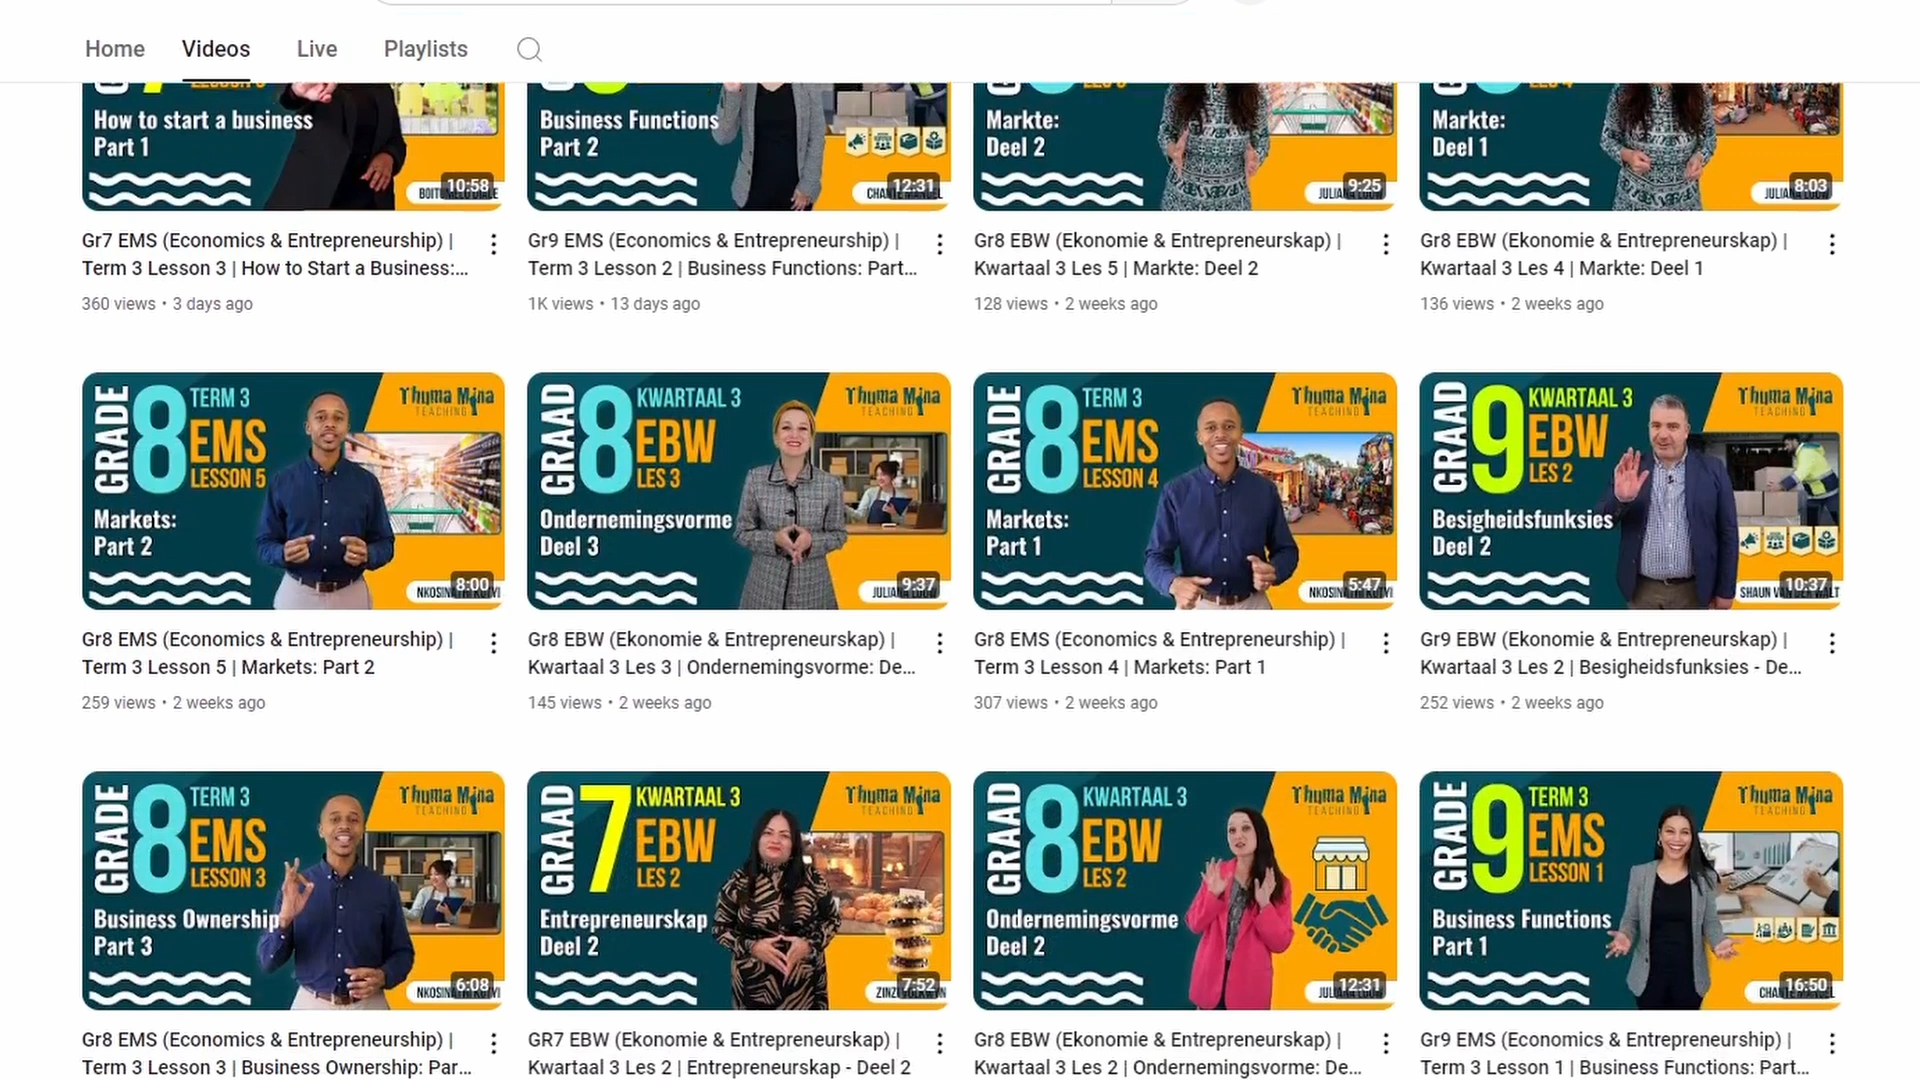 Home Videos Live Playlists
How to start a business
Part 1
10:58
Business Functions
Part 2
12:31
Markte:
Deel 2
9:25
Markte:
Deel 1
8:03
Gr7 EMS (Economics & Entrepreneurship) |
Term 3 Lesson 3 | How to Start a Business:...
360 views • 3 days ago
Gr9 EMS (Economics & Entrepreneurship) |
Term 3 Lesson 2 | Business Functions: Part...
1K views • 13 days ago
Gr8 EBW (Ekonomie & Entrepreneurskap) |
Kwartaal 3 Les 5 | Markte: Deel 2
128 views • 2 weeks ago
Gr8 EBW (Ekonomie & Entrepreneurskap) |
Kwartaal 3 Les 4 | Markte: Deel 1
136 views • 2 weeks ago
GRADE 8 TERM 3
EMS
LESSON 5
Thuma Mina
TEACHING
Markets:
Part 2
8:00
GRAAD 8 KWARTAAL 3
EBW
LES 3
Thuma Mina
TEACHING
Ondernemingsvorme
Deel 3
9:37
GRADE 8 TERM 3
EMS
LESSON 4
Thuma Mina
TEACHING
Markets:
Part 1
5:47
GRAAD 9 KWARTAAL 3
EBW
LES 2
Thuma Mina
TEACHING
Besigheidsfunksies
Deel 2
10:37
Gr8 EMS (Economics & Entrepreneurship) |
Term 3 Lesson 5 | Markets: Part 2
259 views • 2 weeks ago
Gr8 EBW (Ekonomie & Entrepreneurskap) |
Kwartaal 3 Les 3 | Ondernemingsvorme: De...
145 views • 2 weeks ago
Gr8 EMS (Economics & Entrepreneurship) |
Term 3 Lesson 4 | Markets: Part 1
307 views • 2 weeks ago
Gr9 EBW (Ekonomie & Entrepreneurskap) |
Kwartaal 3 Les 2 | Besigheidsfunksies - De...
252 views • 2 weeks ago
GRADE 8 TERM 3
EMS
LESSON 3
Thuma Mina
TEACHING
Business Ownership
Part 3
6:08
GRAAD 7 KWARTAAL 3
EBW
LES 2
Thuma Mina
TEACHING
Entrepreneurskap
Deel 2
7:52
GRAAD 8 KWARTAAL 3
EBW
LES 2
Thuma Mina
TEACHING
Ondernemingsvorme
Deel 2
12:31
GRADE 9 TERM 3
EMS
LESSON 1
Thuma Mina
TEACHING
Business Functions
Part 1
16:50
Gr8 EMS (Economics & Entrepreneurship) |
Term 3 Lesson 3 | Business Ownership: Par...
GR7 EBW (Ekonomie & Entrepreneurskap) |
Kwartaal 3 Les 2 | Entrepreneurskap - Deel 2
Gr8 EBW (Ekonomie & Entrepreneurskap) |
Kwartaal 3 Les 2 | Ondernemingsvorme: De...
Gr9 EMS (Economics & Entrepreneurship) |
Term 3 Lesson 1 | Business Functions: Part...